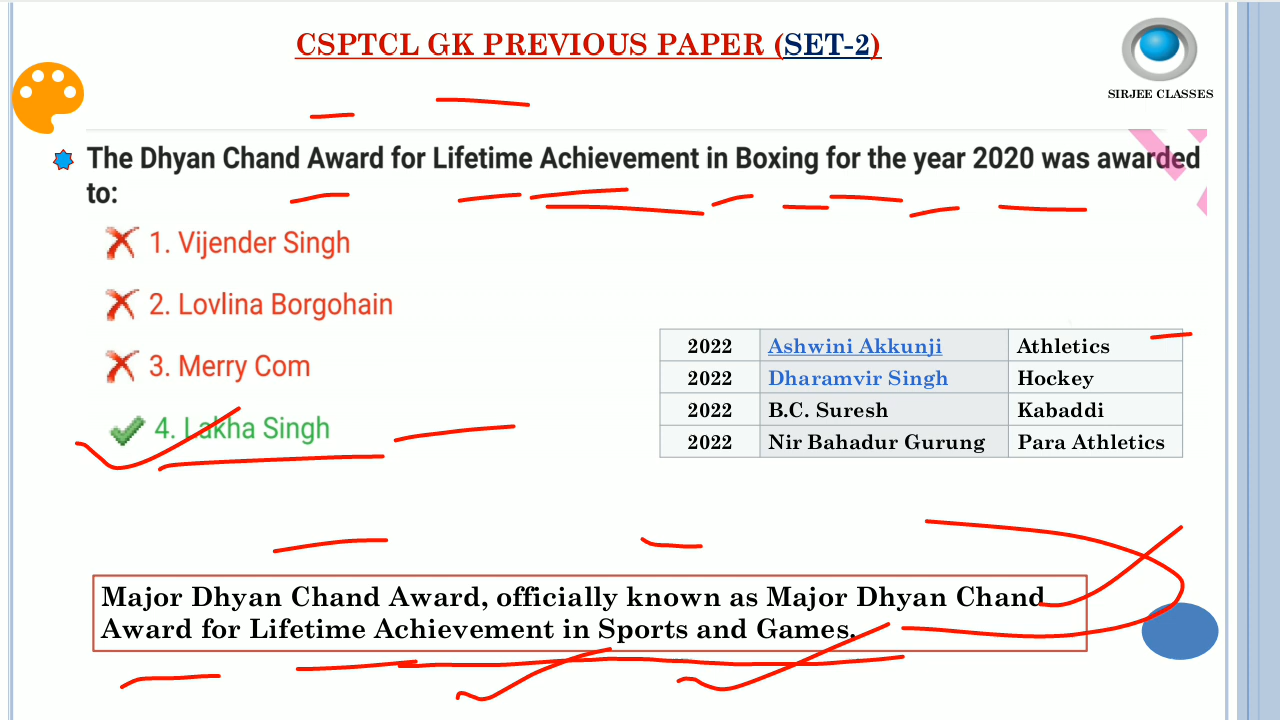 CSPTCL GK PREVIOUS PAPER (SET-2)
SIRJEE CLASSES
The Dhyan Chand Award for Lifetime Achievement in Boxing for the year 2020 was awarded
to:
1. Vijender Singh
2. Lovlina Borgohain
3. Merry Com
4. Lakha Singh
2022 Ashwini Akkunji Athletics
2022 Dharamvir Singh Hockey
2022 B.C. Suresh Kabaddi
2022 Nir Bahadur Gurung Para Athletics
Major Dhyan Chand Award, officially known as Major Dhyan Chand
Award for Lifetime Achievement in Sports and Games.